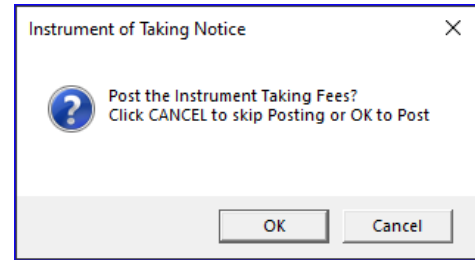 Instrument of Taking Notice
Post the Instrument Taking Fees?
Click CANCEL to skip Posting or OK to Post
OK
Cancel